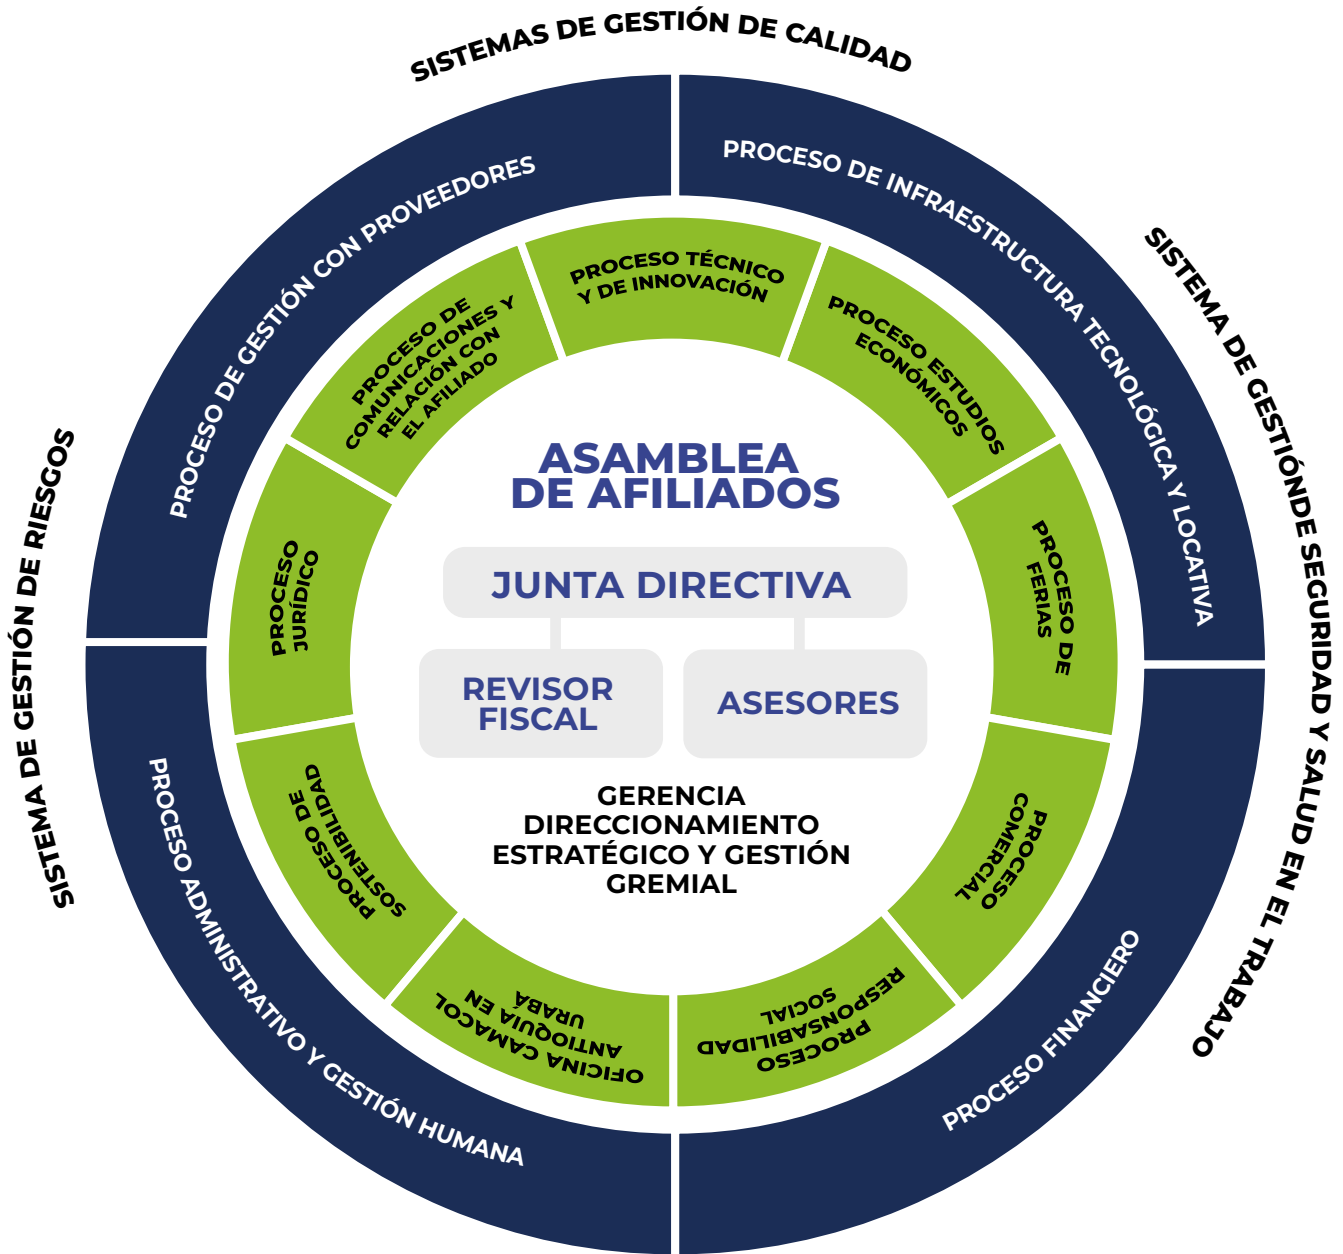 SISTEMAS DE GESTIÓN DE CALIDAD
SISTEMA DE GESTIÓNDE SEGURIDAD Y SALUD EN EL TRABAJO
SISTEMA DE GESTIÓN DE RIESGOS
PROCESO DE GESTIÓN CON PROVEEDORES
PROCESO DE INFRAESTRUCTURA TECNOLÓGICA Y LOCATIVA
PROCESO FINANCIERO
PROCESO ADMINISTRATIVO Y GESTIÓN HUMANA
PROCESO TÉCNICO
Y DE INNOVACIÓN
PROCESO ESTUDIOS
ECONÓMICOS
PROCESO DE
FERIAS
PROCESO
COMERCIAL
PROCESO
RESPONSABILIDAD
SOCIAL
OFICINA CAMACOL
ANTIOQUIA EN
URABÁ
PROCESO DE
SOSTENIBILIDAD
PROCESO
JURÍDICO
PROCESO DE
COMUNICACIONES Y
RELACIÓN CON
EL AFILIADO
ASAMBLEA
DE AFILIADOS
JUNTA DIRECTIVA
REVISOR
FISCAL
ASESORES
GERENCIA
DIRECCIONAMIENTO
ESTRATÉGICO Y GESTIÓN
GREMIAL